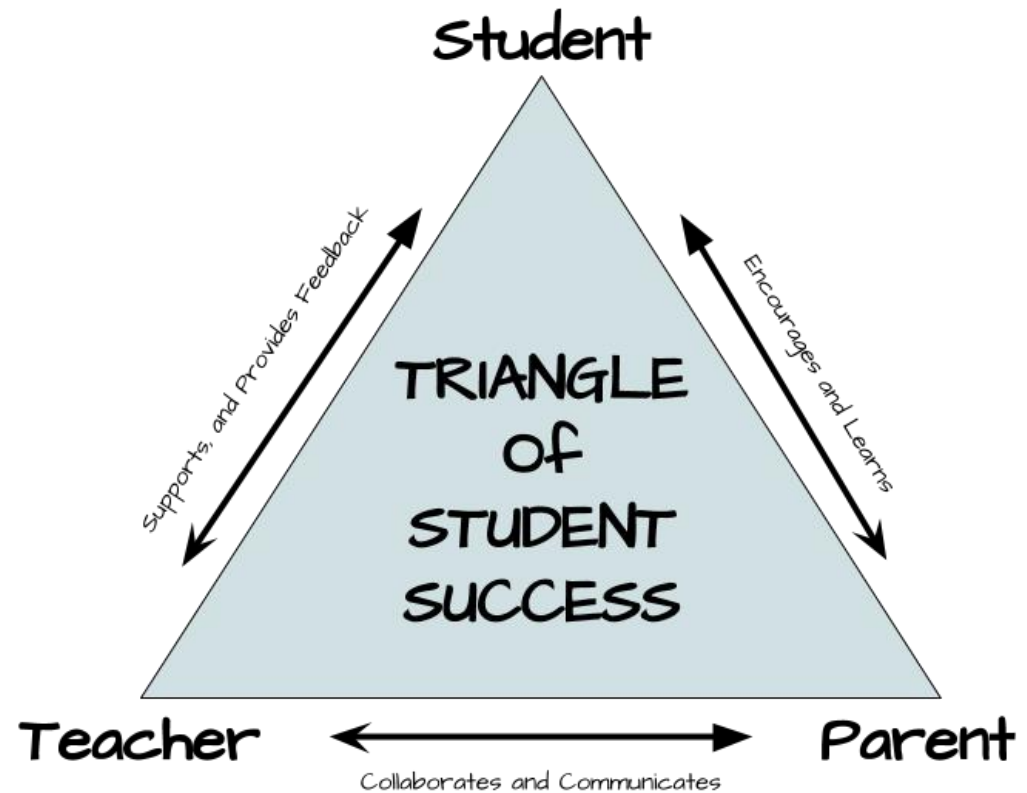 Student
Supports, and Provides Feedback
Encourages and Learns
TRIANGLE
Of
STUDENT
SUCCESS
Teacher
Parent
Collaborates and Communicates